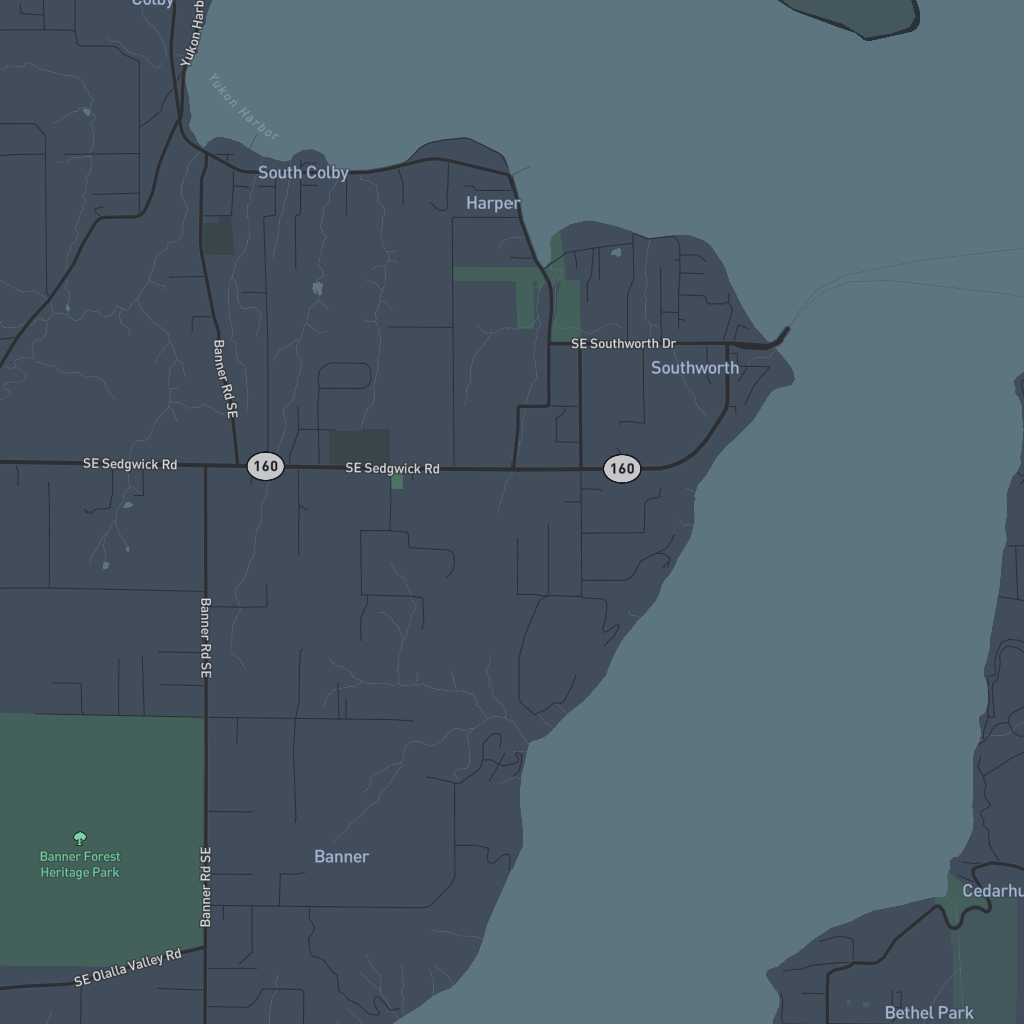 Colby
Yukon Harb
Yukon Harbor
South Colby
Harper
SE Southworth Dr
Southworth
Banner Rd SE
SE Sedgwick Rd
160
SE Sedgwick Rd
160
Banner Rd SE
Banner Forest
Heritage Park
Banner
Banner Rd SE
Cedarhu
SE Olalla Valley Rd
Bethel Park